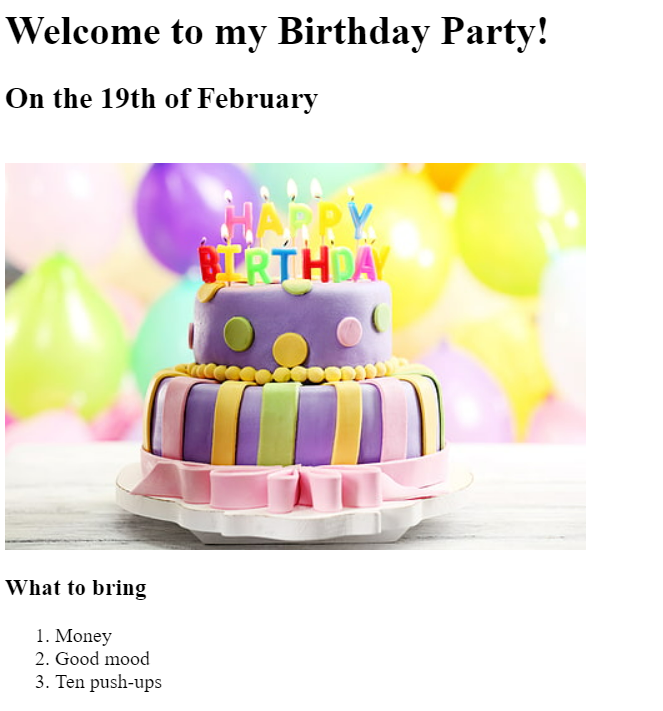 Welcome to my Birthday Party!
On the 19th of February
HAPPY
BIRTHDAY
What to bring
1. Money
2. Good mood
3. Ten push-ups